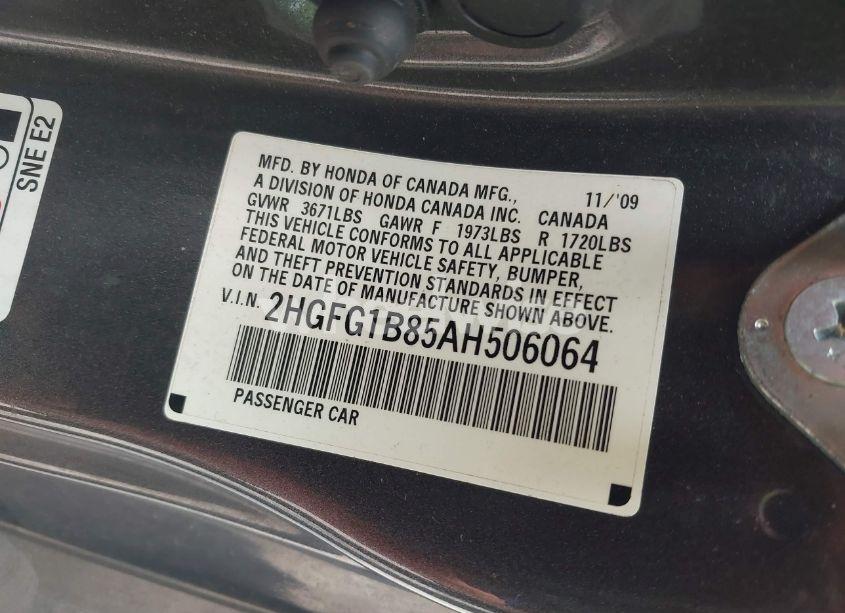 SNE E2
MFD. BY HONDA OF CANADA MFG., 11/'09
A DIVISION OF HONDA CANADA INC. CANADA
GVWR 3671LBS GAWR F 1973LBS R 1720LBS
THIS VEHICLE CONFORMS TO ALL APPLICABLE
FEDERAL MOTOR VEHICLE SAFETY, BUMPER,
AND THEFT PREVENTION STANDARDS IN EFFECT
ON THE DATE OF MANUFACTURE SHOWN ABOVE.
V.I.N. 2HGFG1B85AH506064
PASSENGER CAR